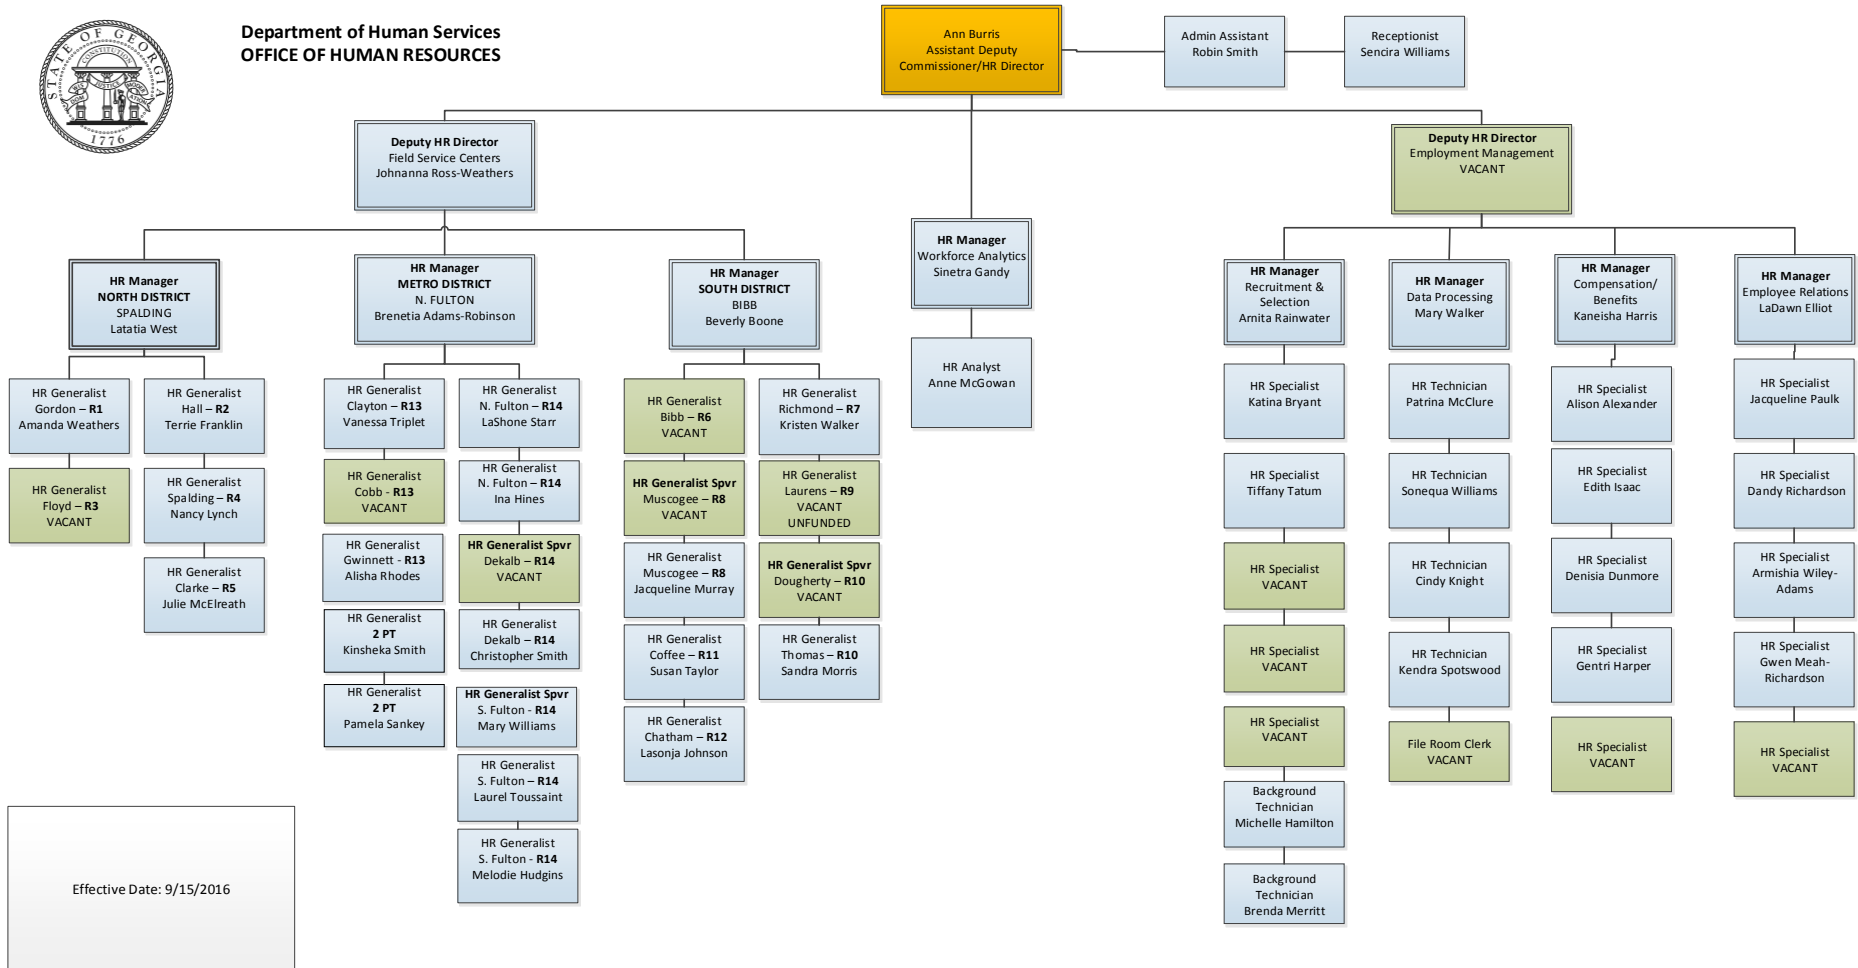 Department of Human Services
OFFICE OF HUMAN RESOURCES
STATE OF GEORGIA
CONSTITUTION
WISDOM
JUSTICE
MODERATION
1776
Ann Burris
Assistant Deputy
Commissioner/HR Director
Admin Assistant
Robin Smith
Receptionist
Sencira Williams
Deputy HR Director
Field Service Centers
Johnanna Ross-Weathers
Deputy HR Director
Employment Management
VACANT
HR Manager
NORTH DISTRICT
SPALDING
Latatia West
HR Manager
METRO DISTRICT
N. FULTON
Brenetia Adams-Robinson
HR Manager
SOUTH DISTRICT
BIBB
Beverly Boone
HR Manager
Workforce Analytics
Sinetra Gandy
HR Analyst
Anne McGowan
HR Manager
Recruitment &
Selection
Arnita Rainwater
HR Manager
Data Processing
Mary Walker
HR Manager
Compensation/
Benefits
Kaneisha Harris
HR Manager
Employee Relations
LaDawn Elliot
HR Generalist
Gordon – R1
Amanda Weathers
HR Generalist
Floyd – R3
VACANT
HR Generalist
Hall – R2
Terrie Franklin
HR Generalist
Spalding – R4
Nancy Lynch
HR Generalist
Clarke – R5
Julie McElreath
HR Generalist
Clayton – R13
Vanessa Triplet
HR Generalist
Cobb - R13
VACANT
HR Generalist
Gwinnett - R13
Alisha Rhodes
HR Generalist
2 PT
Kinsheka Smith
HR Generalist
2 PT
Pamela Sankey
HR Generalist
N. Fulton – R14
LaShone Starr
HR Generalist
N. Fulton – R14
Ina Hines
HR Generalist Spvr
Dekalb – R14
VACANT
HR Generalist
Dekalb – R14
Christopher Smith
HR Generalist Spvr
S. Fulton - R14
Mary Williams
HR Generalist
S. Fulton – R14
Laurel Toussaint
HR Generalist
S. Fulton - R14
Melodie Hudgins
HR Generalist
Bibb – R6
VACANT
HR Generalist Spvr
Muscogee – R8
VACANT
HR Generalist
Muscogee – R8
Jacqueline Murray
HR Generalist
Coffee – R11
Susan Taylor
HR Generalist
Chatham – R12
Lasonja Johnson
HR Generalist
Richmond – R7
Kristen Walker
HR Generalist
Laurens – R9
VACANT
UNFUNDED
HR Generalist Spvr
Dougherty – R10
VACANT
HR Generalist
Thomas – R10
Sandra Morris
HR Specialist
Katina Bryant
HR Specialist
Tiffany Tatum
HR Specialist
VACANT
HR Specialist
VACANT
HR Specialist
VACANT
Background
Technician
Michelle Hamilton
Background
Technician
Brenda Merritt
HR Technician
Patrina McClure
HR Technician
Sonequa Williams
HR Technician
Cindy Knight
HR Technician
Kendra Spotswood
File Room Clerk
VACANT
HR Specialist
Alison Alexander
HR Specialist
Edith Isaac
HR Specialist
Denisia Dunmore
HR Specialist
Gentri Harper
HR Specialist
VACANT
HR Specialist
Jacqueline Paulk
HR Specialist
Dandy Richardson
HR Specialist
Armishia Wiley-
Adams
HR Specialist
Gwen Meah-
Richardson
HR Specialist
VACANT
Effective Date: 9/15/2016